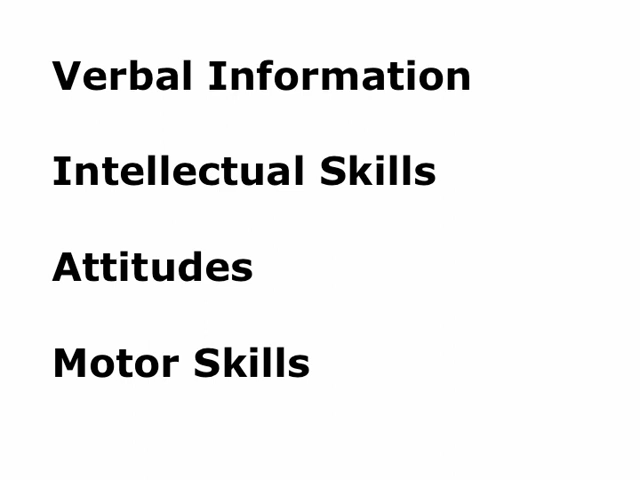 Verbal Information
Intellectual Skills
Attitudes
Motor Skills